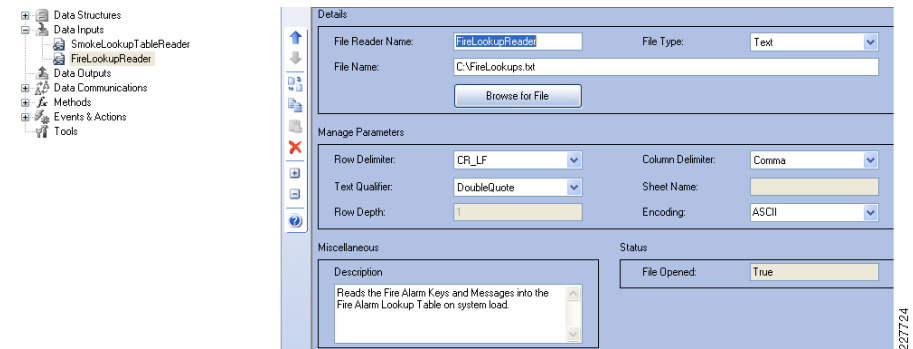 Data Structures
Data Inputs
SmokeLookupTableReader
FireLookupReader
Data Outputs
Data Communications
Methods
Events & Actions
Tools
Details
File Reader Name: FireLookupReader File Type: Text
File Name: C:\FireLookups.txt
Browse for File
Manage Parameters
Row Delimiter: CR_LF Column Delimiter: Comma
Text Qualifier: DoubleQuote Sheet Name:
Row Depth: 1 Encoding: ASCII
Miscellaneous Status
Description File Opened: True
Reads the Fire Alarm Keys and Messages into the
Fire Alarm Lookup Table on system load.
227724